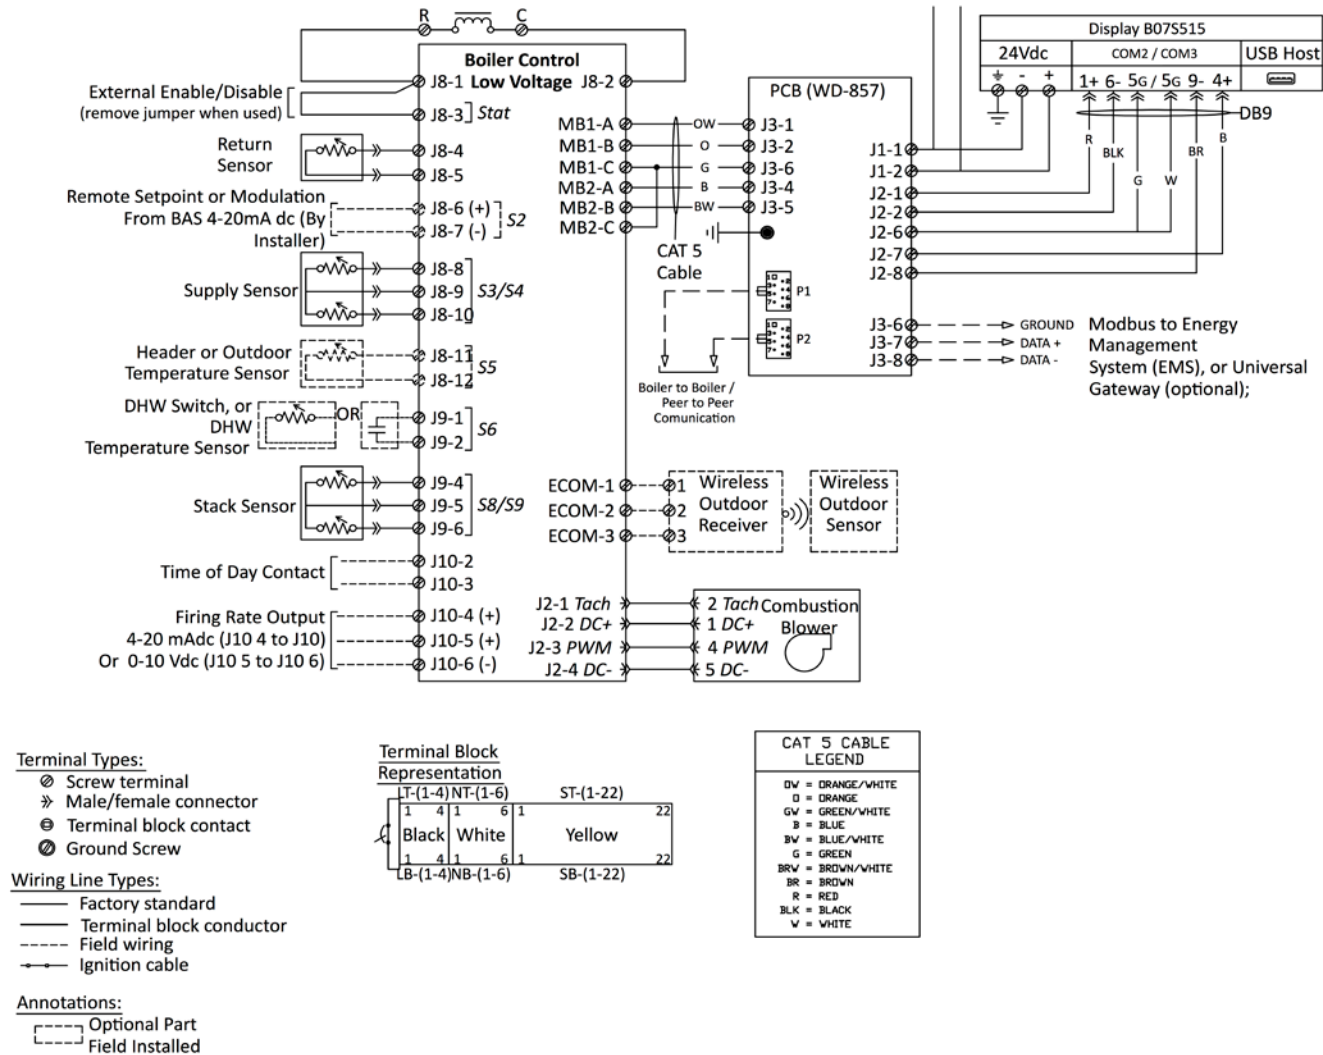 R C
Boiler Control
Low Voltage
J8-1
J8-2
External Enable/Disable
(remove jumper when used)
J8-3 Stat
Return
Sensor
J8-4
J8-5
Remote Setpoint or Modulation
From BAS 4-20mA dc (By
Installer)
J8-6 (+)
J8-7 (-)
S2
Supply Sensor
J8-8
J8-9
J8-10
S3/S4
Header or Outdoor
Temperature Sensor
J8-11
J8-12
S5
DHW Switch, or
DHW
Temperature Sensor
OR
J9-1
J9-2
S6
Stack Sensor
J9-4
J9-5
J9-6
S8/S9
Time of Day Contact
J10-2
J10-3
Firing Rate Output
4-20 mAdc (J10 4 to J10)
Or 0-10 Vdc (J10 5 to J10 6)
J10-4 (+)
J10-5 (+)
J10-6 (-)
MB1-A OW J3-1
MB1-B O J3-2
MB1-C G J3-6
MB2-A B J3-4
MB2-B BW J3-5
MB2-C
CAT 5
Cable
PCB (WD-857)
J1-1
J1-2
J2-1
J2-2
J2-6
J2-7
J2-8
P1
P2
Boiler to Boiler /
Peer to Peer
Comunication
J3-6 GROUND
J3-7 DATA +
J3-8 DATA -
Modbus to Energy
Management
System (EMS), or Universal
Gateway (optional);
Display B07S515
24Vdc
COM2 / COM3
USB Host
- +
1+ 6- 5G / 5G 9- 4+
DB9
R BLK G W BR B
ECOM-1 1
ECOM-2 2
ECOM-3 3
Wireless
Outdoor
Receiver
Wireless
Outdoor
Sensor
J2-1 Tach 2 Tach
J2-2 DC+ 1 DC+
J2-3 PWM 4 PWM
J2-4 DC- 5 DC-
Combustion
Blower
Terminal Types:
Screw terminal
Male/female connector
Terminal block contact
Ground Screw
Wiring Line Types:
Factory standard
Terminal block conductor
Field wiring
Ignition cable
Annotations:
Optional Part
Field Installed
Terminal Block
Representation
LT-(1-4) NT-(1-6) ST-(1-22)
1 4 1 6 1 22
Black White Yellow
1 4 1 6 1 22
LB-(1-4) NB-(1-6) SB-(1-22)
CAT 5 CABLE
LEGEND
OW = ORANGE/WHITE
O = ORANGE
GW = GREEN/WHITE
B = BLUE
BW = BLUE/WHITE
G = GREEN
BRW = BROWN/WHITE
BR = BROWN
R = RED
BLK = BLACK
W = WHITE